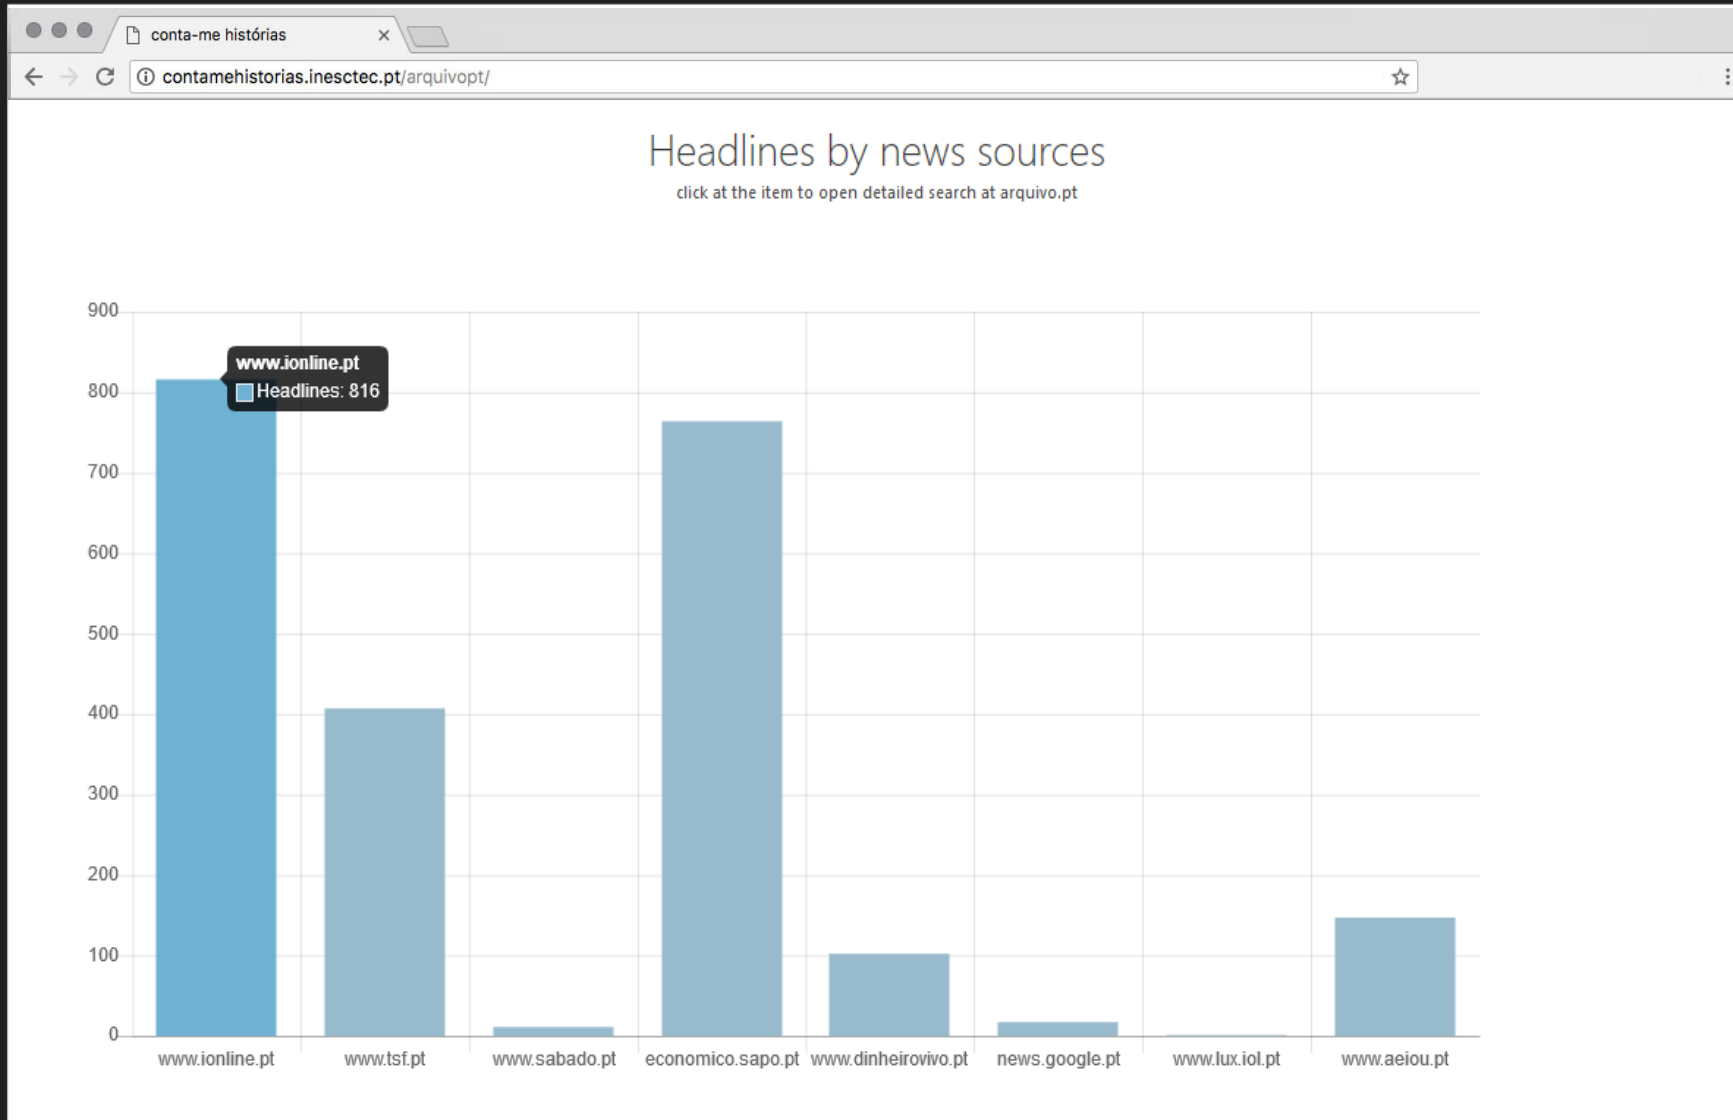 conta-me histórias
contamehistorias.inesctec.pt/arquivopt/
Headlines by news sources
click at the item to open detailed search at arquivo.pt
900
www.ionline.pt
800
Headlines: 816
700
600
500
400
300
200
100
0
www.ionline.pt www.tsf.pt www.sabado.pt economico.sapo.pt www.dinheirovivo.pt news.google.pt www.lux.iol.pt www.aeiou.pt